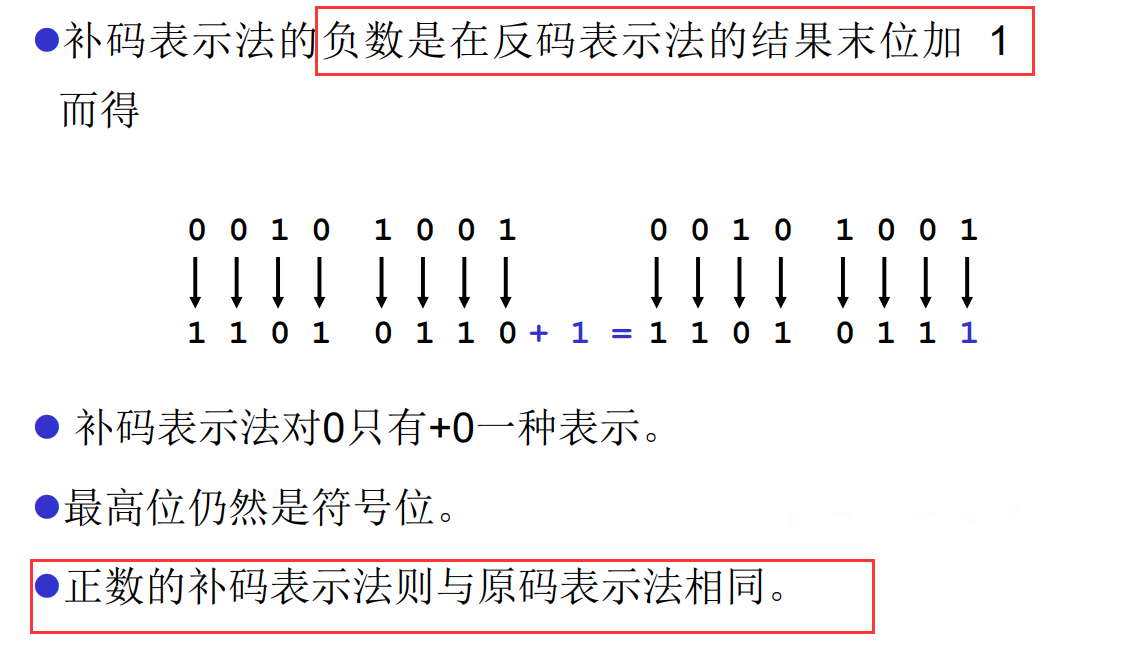 ●补码表示法的负数是在反码表示法的结果末位加 1
而得
0 0 1 0 1 0 0 1 0 0 1 0 1 0 0 1
1 1 0 1 0 1 1 0 + 1 = 1 1 0 1 0 1 1 1
● 补码表示法对0只有+0一种表示。
●最高位仍然是符号位。
●正数的补码表示法则与原码表示法相同。